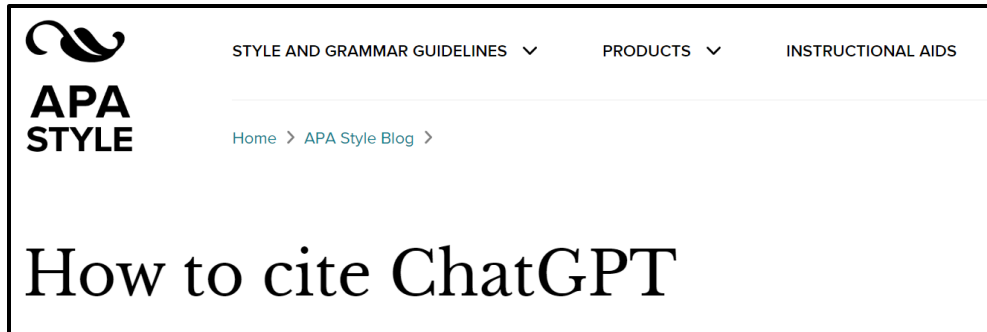 STYLE AND GRAMMAR GUIDELINES PRODUCTS INSTRUCTIONAL AIDS
APA
STYLE
Home > APA Style Blog >
How to cite ChatGPT